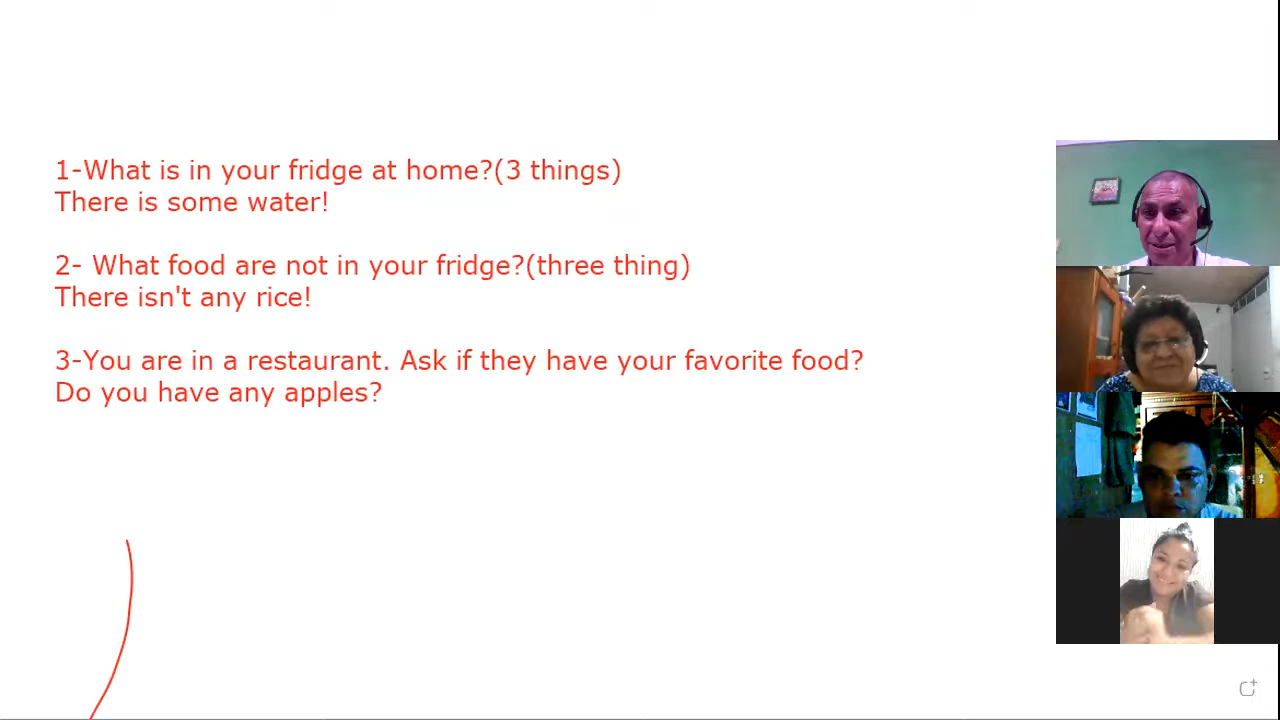 1-What is in your fridge at home?(3 things)
There is some water!
2- What food are not in your fridge?(three thing)
There isn't any rice!
3-You are in a restaurant. Ask if they have your favorite food?
Do you have any apples?